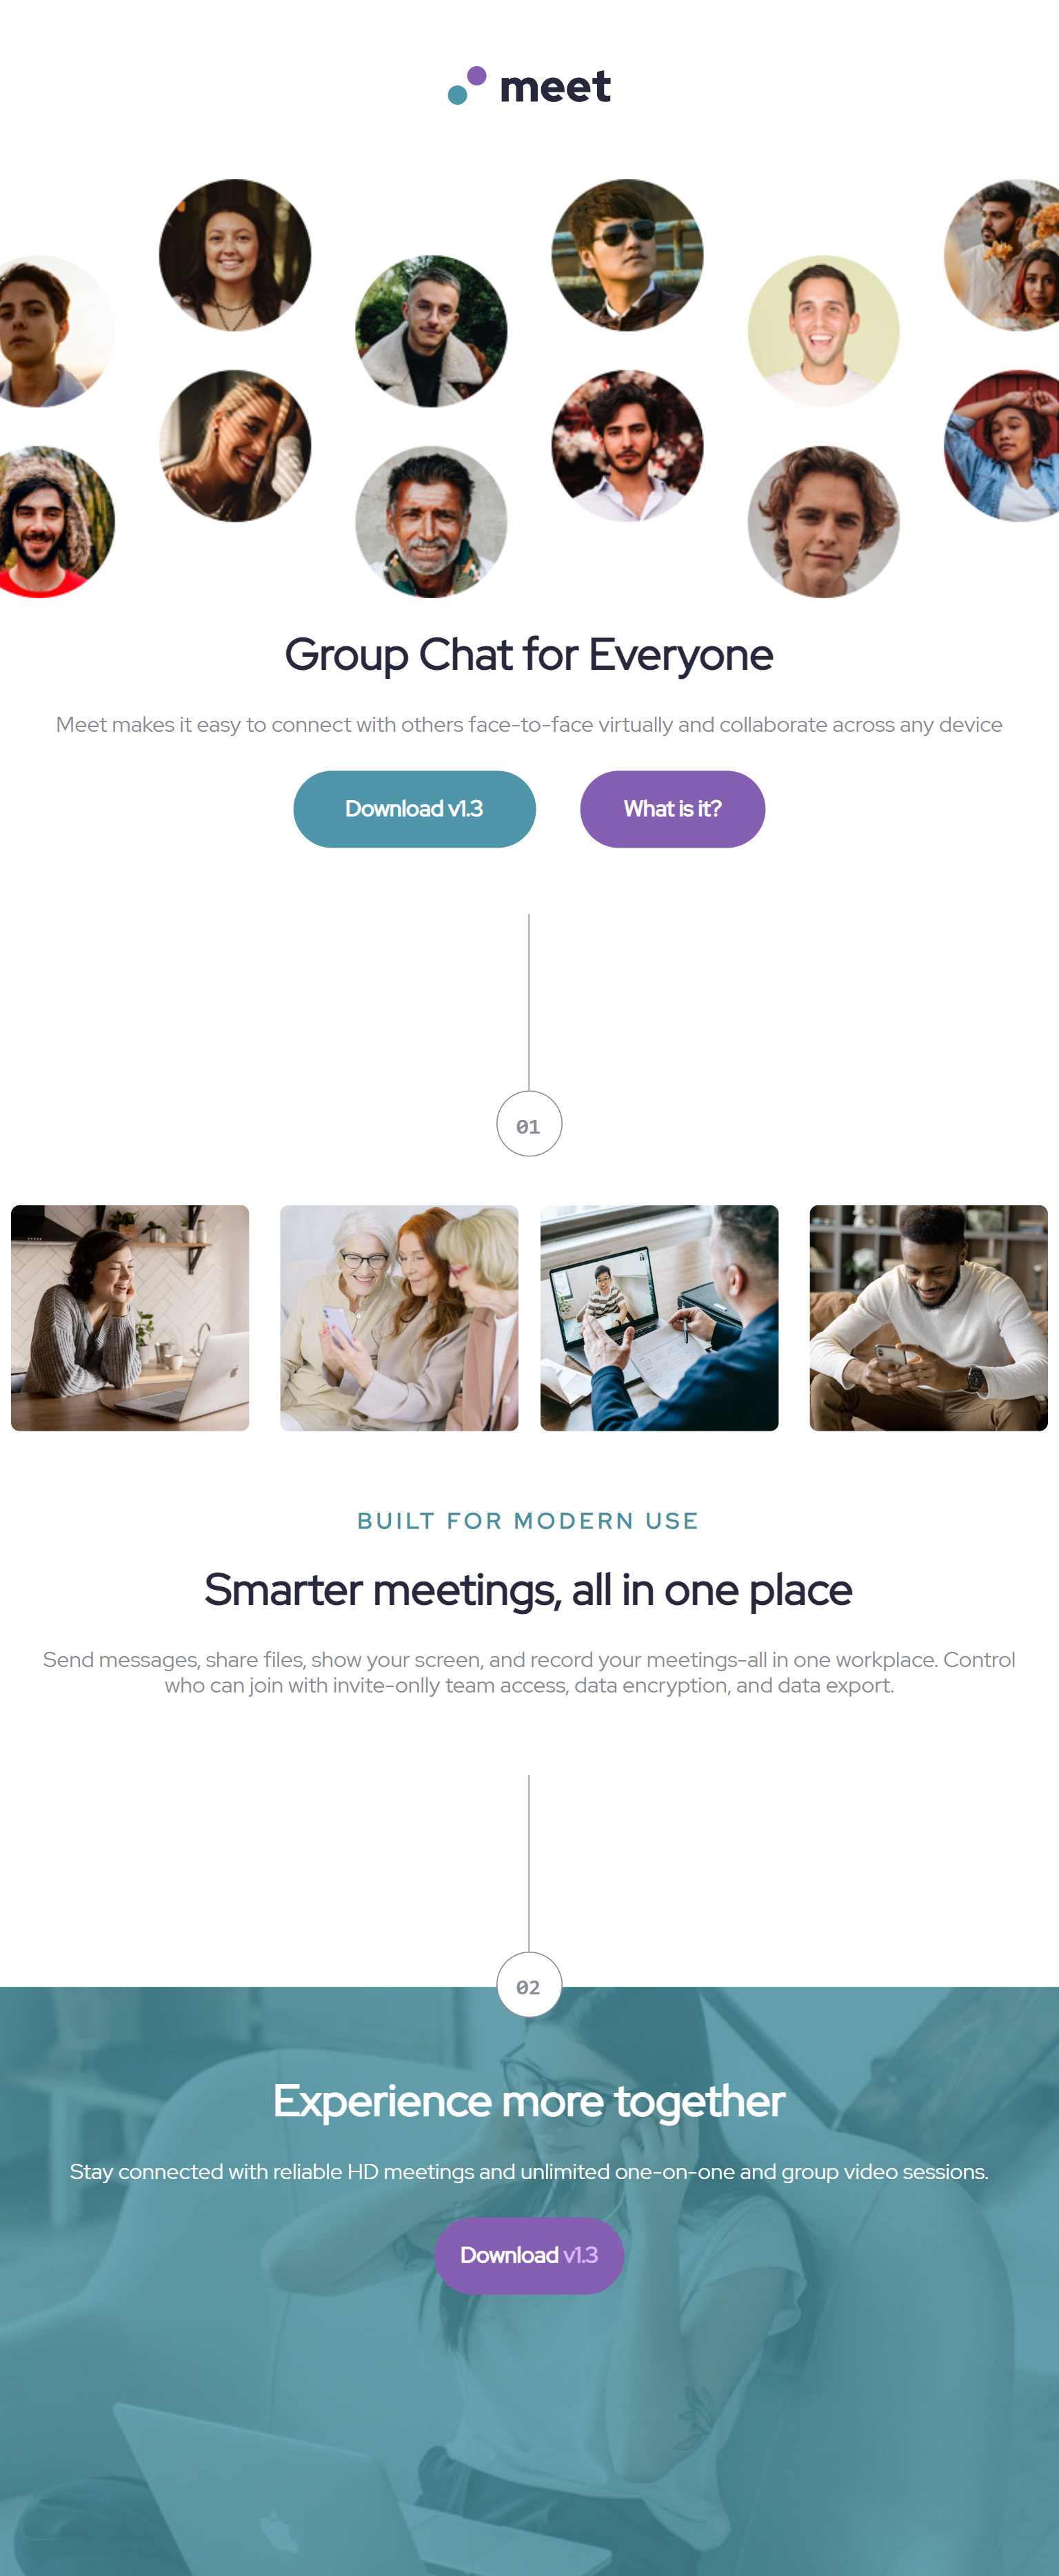 meet
Group Chat for Everyone
Meet makes it easy to connect with others face-to-face virtually and collaborate across any device
Download v1.3
What is it?
01
BUILT FOR MODERN USE
Smarter meetings, all in one place
Send messages, share files, show your screen, and record your meetings-all in one workplace. Control
who can join with invite-onlly team access, data encryption, and data export.
02
Experience more together
Stay connected with reliable HD meetings and unlimited one-on-one and group video sessions.
Download v1.3